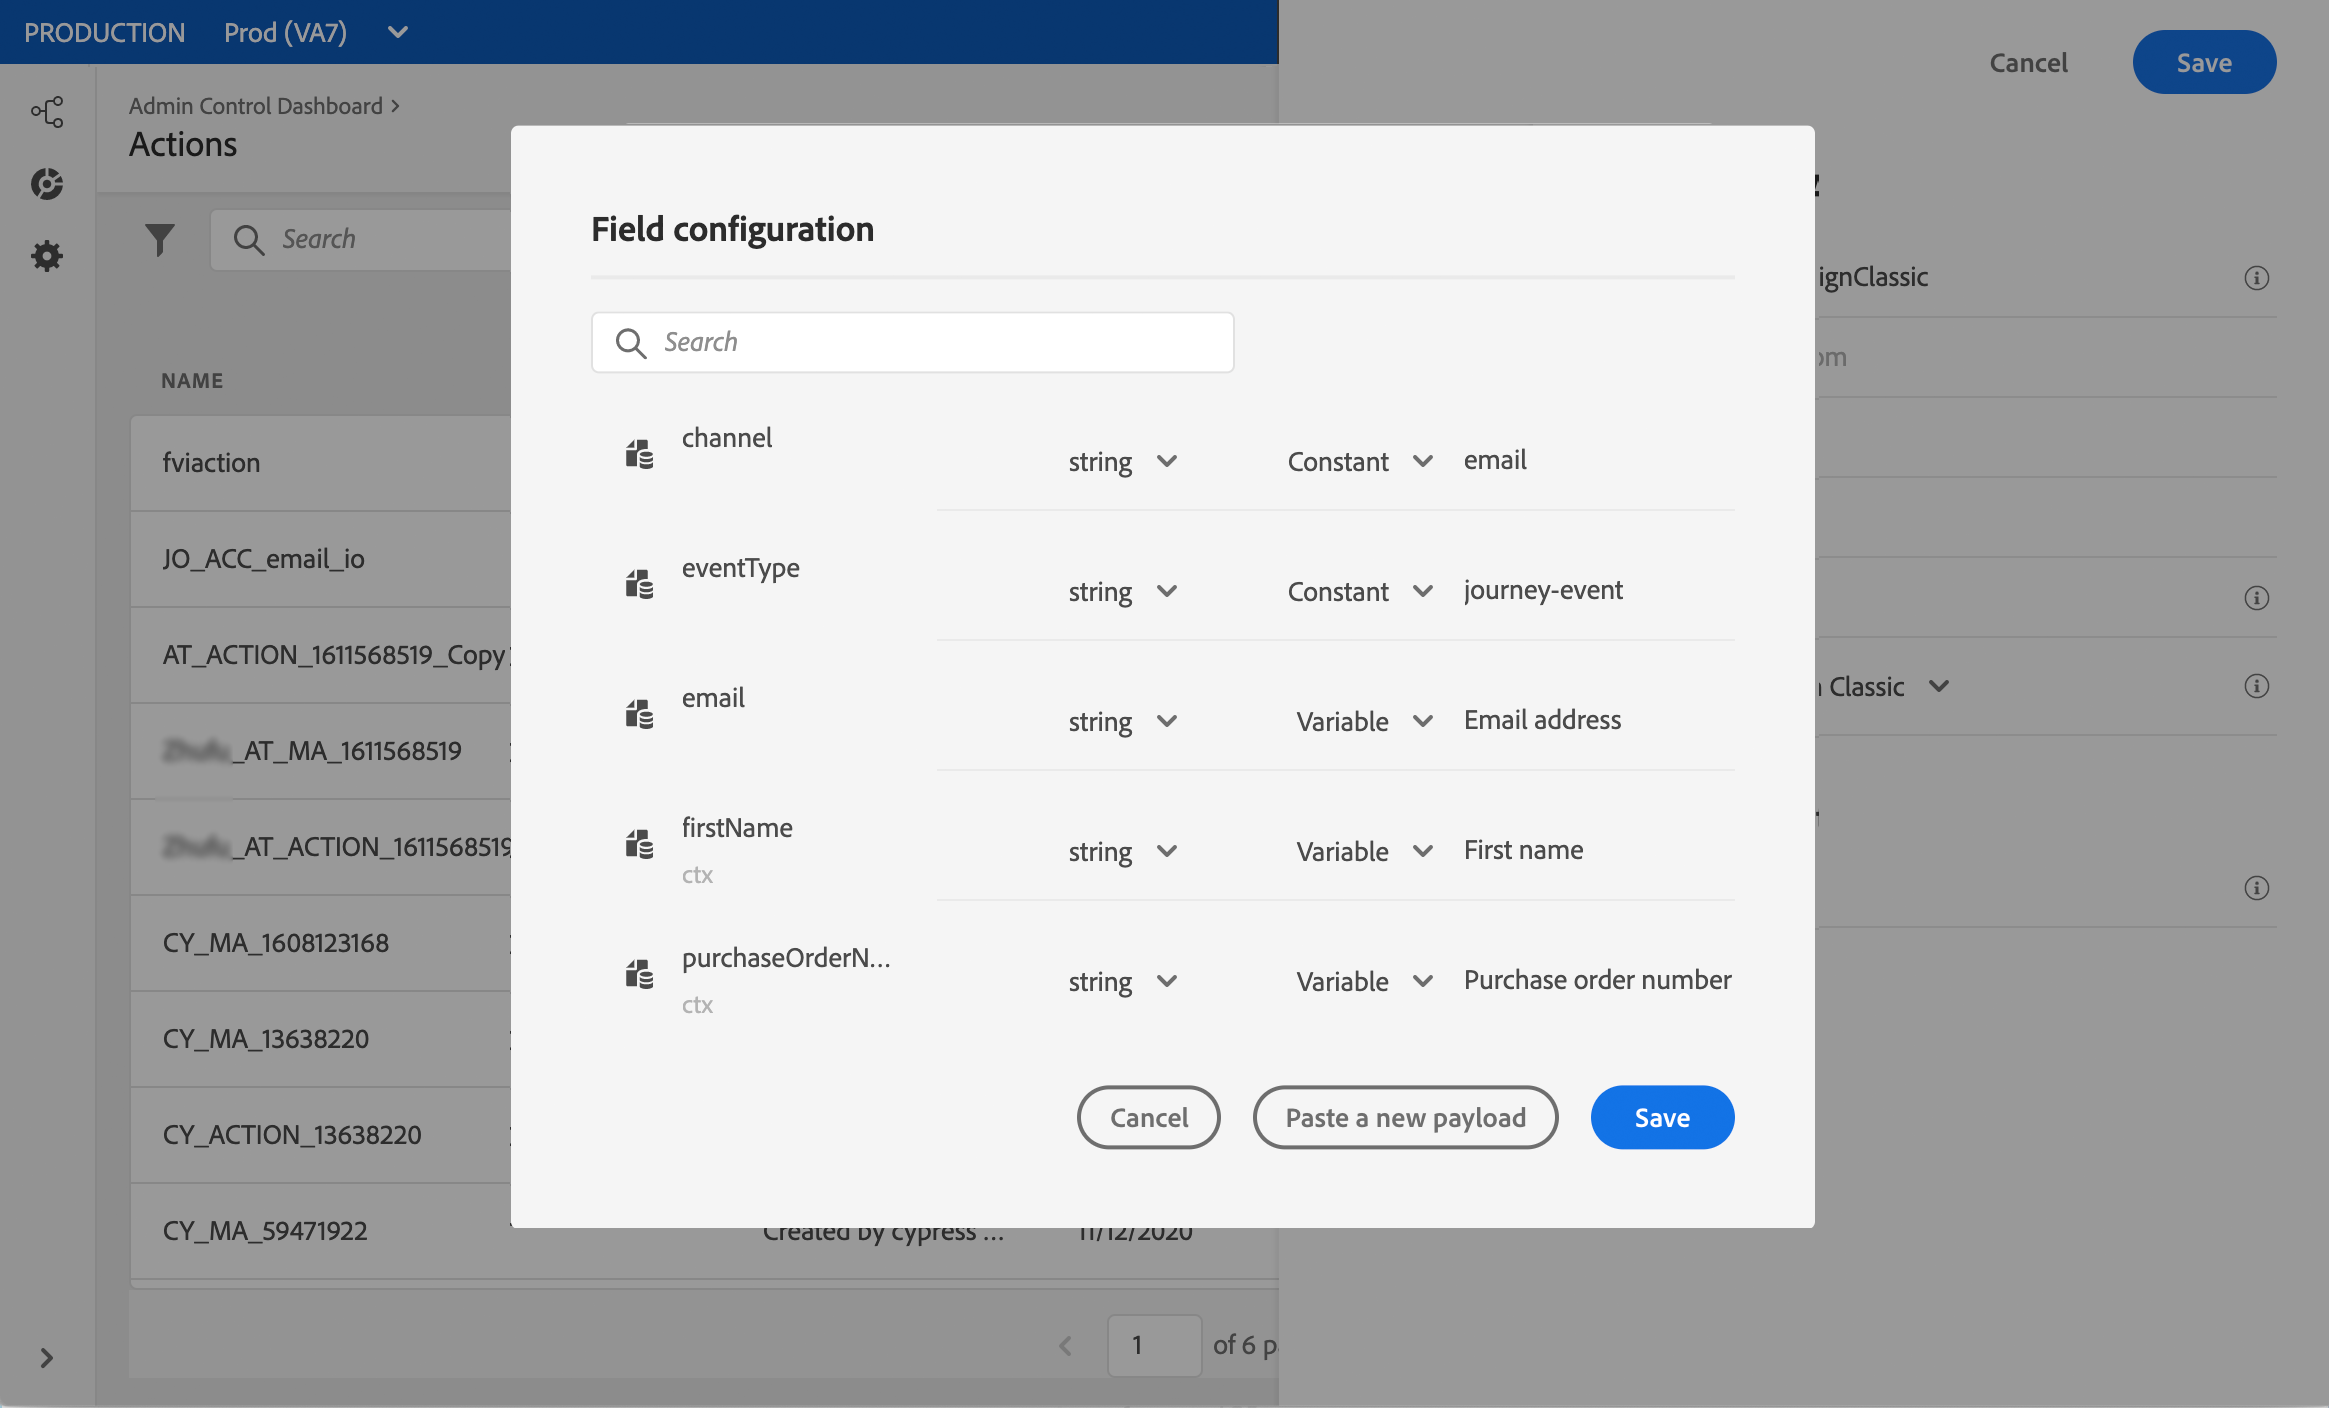 PRODUCTION Prod (VA7)
Cancel Save
Admin Control Dashboard
Actions
Search
NAME
fviaction
JO_ACC_email_io
AT_ACTION_1611568519_Copy
_AT_MA_1611568519
_AT_ACTION_1611568519
CY_MA_1608123168
CY_MA_13638220
CY_ACTION_13638220
CY_MA_59471922 Created by cypress ... 11/12/2020
1 of 6 p
Field configuration
Search
channel string Constant email
eventType string Constant journey-event
email string Variable Email address
firstName string Variable First name
ctx
purchaseOrderN... string Variable Purchase order number
ctx
Cancel Paste a new payload Save
ignClassic
om
Classic